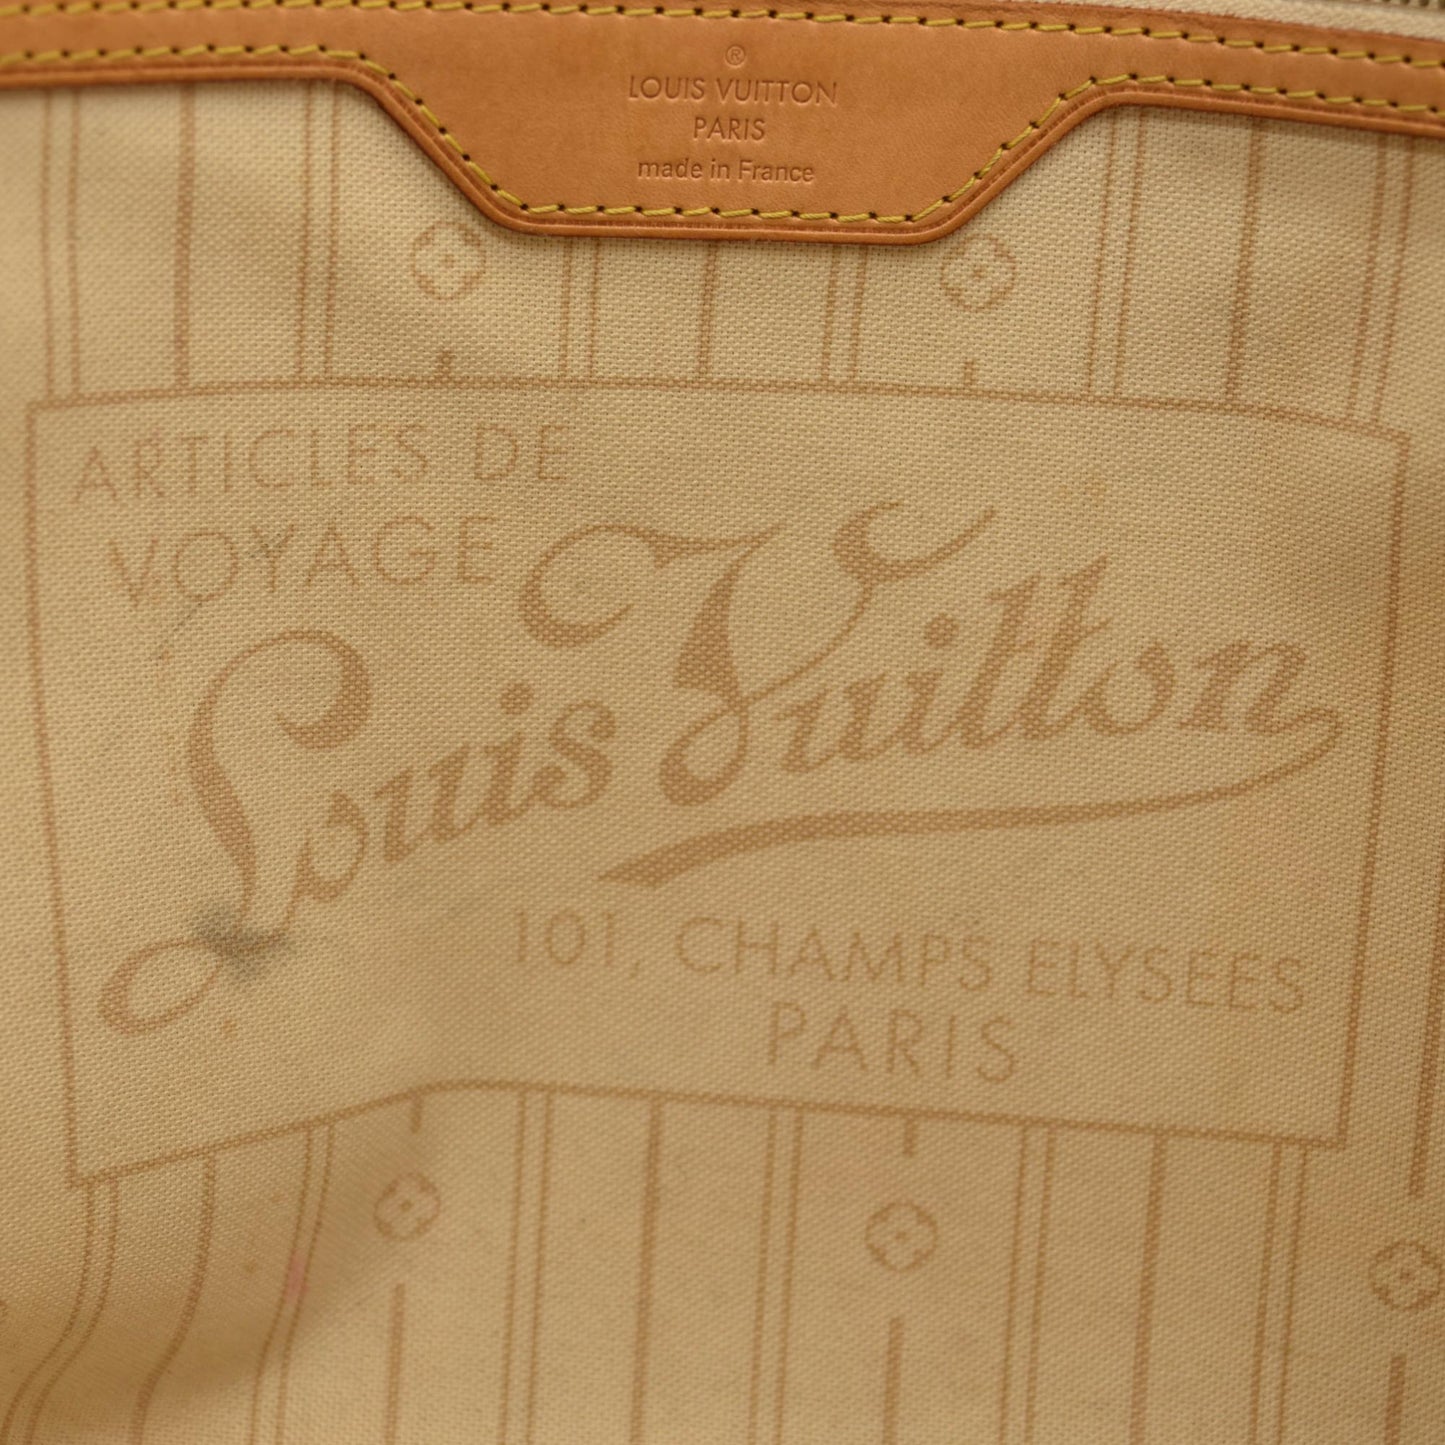 ®
LOUIS VUITTON
PARIS
made in France
ARTICLES DE
VOYAGE
Louis Vuitton
101, CHAMPS ELYSEES
PARIS